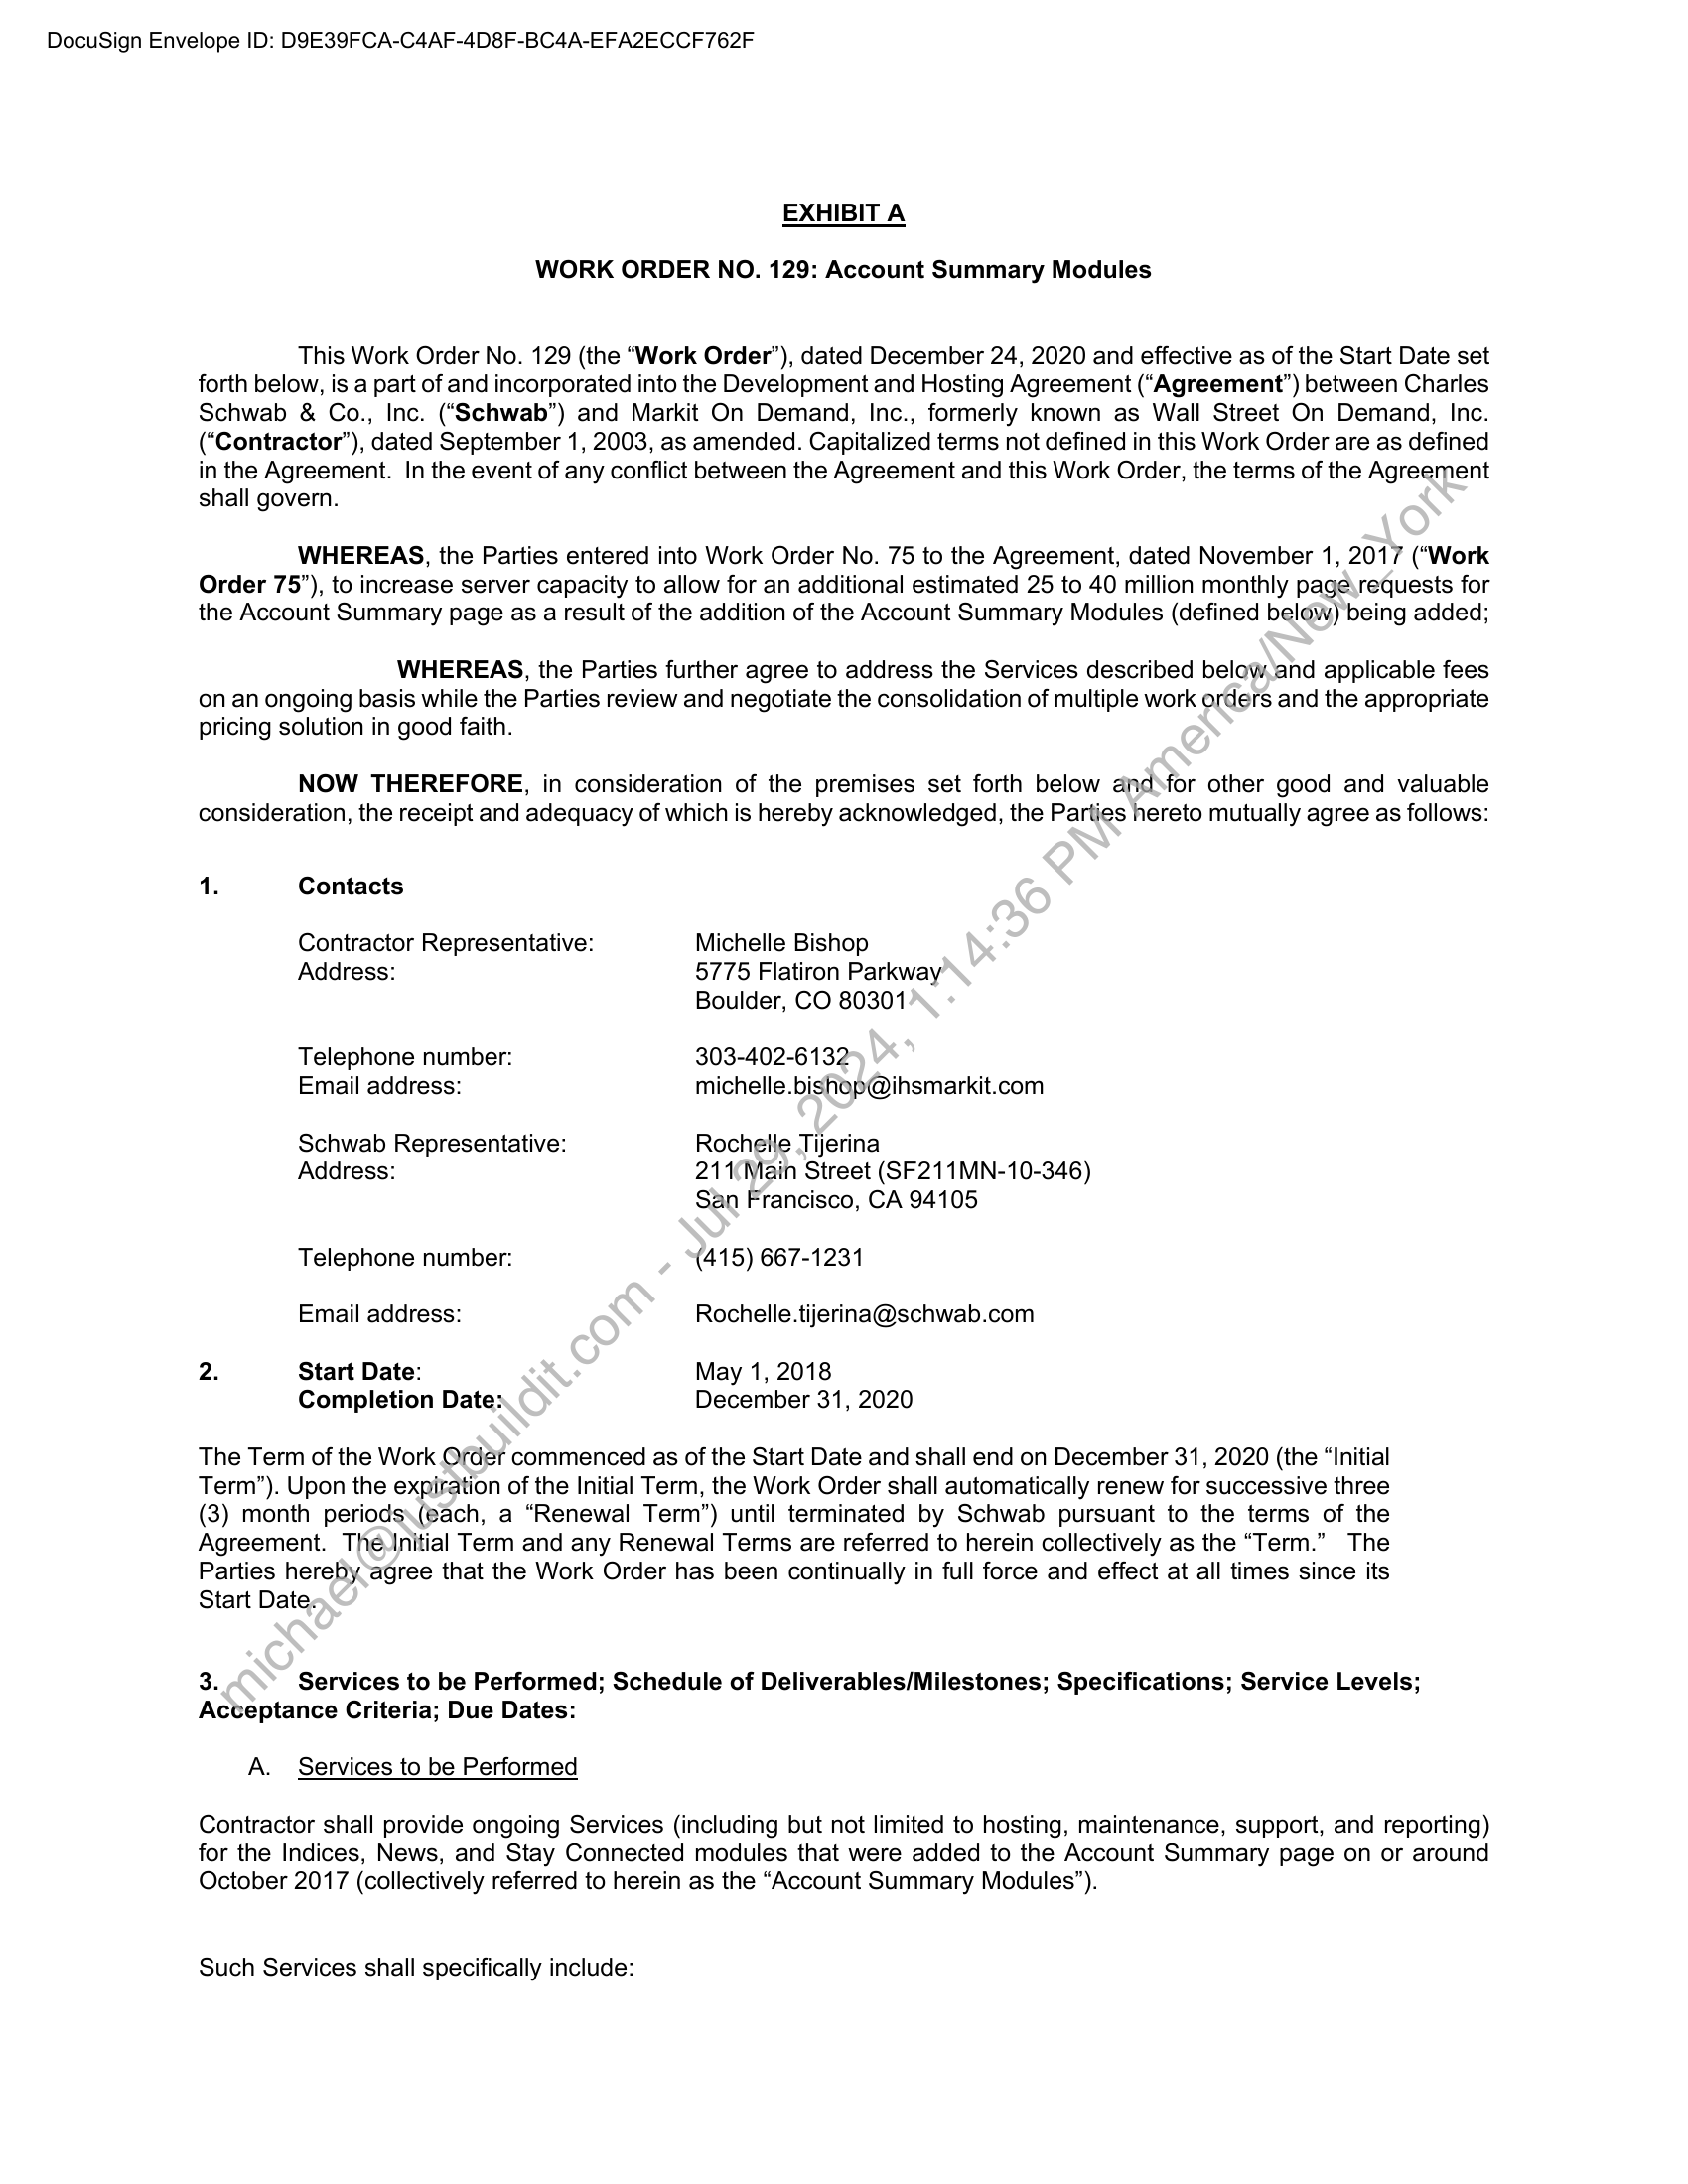 DocuSign Envelope ID: D9E39FCA-C4AF-4D8F-BC4A-EFA2ECCF762F
EXHIBIT A
WORK ORDER NO. 129: Account Summary Modules
This Work Order No. 129 (the “Work Order”), dated December 24, 2020 and effective as of the Start Date set
forth below, is a part of and incorporated into the Development and Hosting Agreement (“Agreement”) between Charles
Schwab & Co., Inc. (“Schwab”) and Markit On Demand, Inc., formerly known as Wall Street On Demand, Inc.
(“Contractor”), dated September 1, 2003, as amended. Capitalized terms not defined in this Work Order are as defined
in the Agreement.  In the event of any conflict between the Agreement and this Work Order, the terms of the Agreement
shall govern.
WHEREAS, the Parties entered into Work Order No. 75 to the Agreement, dated November 1, 2017 (“Work
Order 75”), to increase server capacity to allow for an additional estimated 25 to 40 million monthly page requests for
the Account Summary page as a result of the addition of the Account Summary Modules (defined below) being added;
WHEREAS, the Parties further agree to address the Services described below and applicable fees
on an ongoing basis while the Parties review and negotiate the consolidation of multiple work orders and the appropriate
pricing solution in good faith.
NOW THEREFORE, in consideration of the premises set forth below and for other good and valuable
consideration, the receipt and adequacy of which is hereby acknowledged, the Parties hereto mutually agree as follows:
1. Contacts
Contractor Representative: Michelle Bishop
Address: 5775 Flatiron Parkway
Boulder, CO 80301
Telephone number: 303-402-6132
Email address: michelle.bishop@ihsmarkit.com
Schwab Representative: Rochelle Tijerina
Address: 211 Main Street (SF211MN-10-346)
San Francisco, CA 94105
Telephone number: (415) 667-1231
Email address: Rochelle.tijerina@schwab.com
2. Start Date: May 1, 2018
Completion Date: December 31, 2020
The Term of the Work Order commenced as of the Start Date and shall end on December 31, 2020 (the “Initial
Term”). Upon the expiration of the Initial Term, the Work Order shall automatically renew for successive three
(3) month periods (each, a “Renewal Term”) until terminated by Schwab pursuant to the terms of the
Agreement.  The Initial Term and any Renewal Terms are referred to herein collectively as the “Term.”  The
Parties hereby agree that the Work Order has been continually in full force and effect at all times since its
Start Date.
3. Services to be Performed; Schedule of Deliverables/Milestones; Specifications; Service Levels;
Acceptance Criteria; Due Dates:
A. Services to be Performed
Contractor shall provide ongoing Services (including but not limited to hosting, maintenance, support, and reporting)
for the Indices, News, and Stay Connected modules that were added to the Account Summary page on or around
October 2017 (collectively referred to herein as the “Account Summary Modules”).
Such Services shall specifically include:
michael@justbuildit.com - Jul 29, 2024, 1:14:36 PM America/New_York